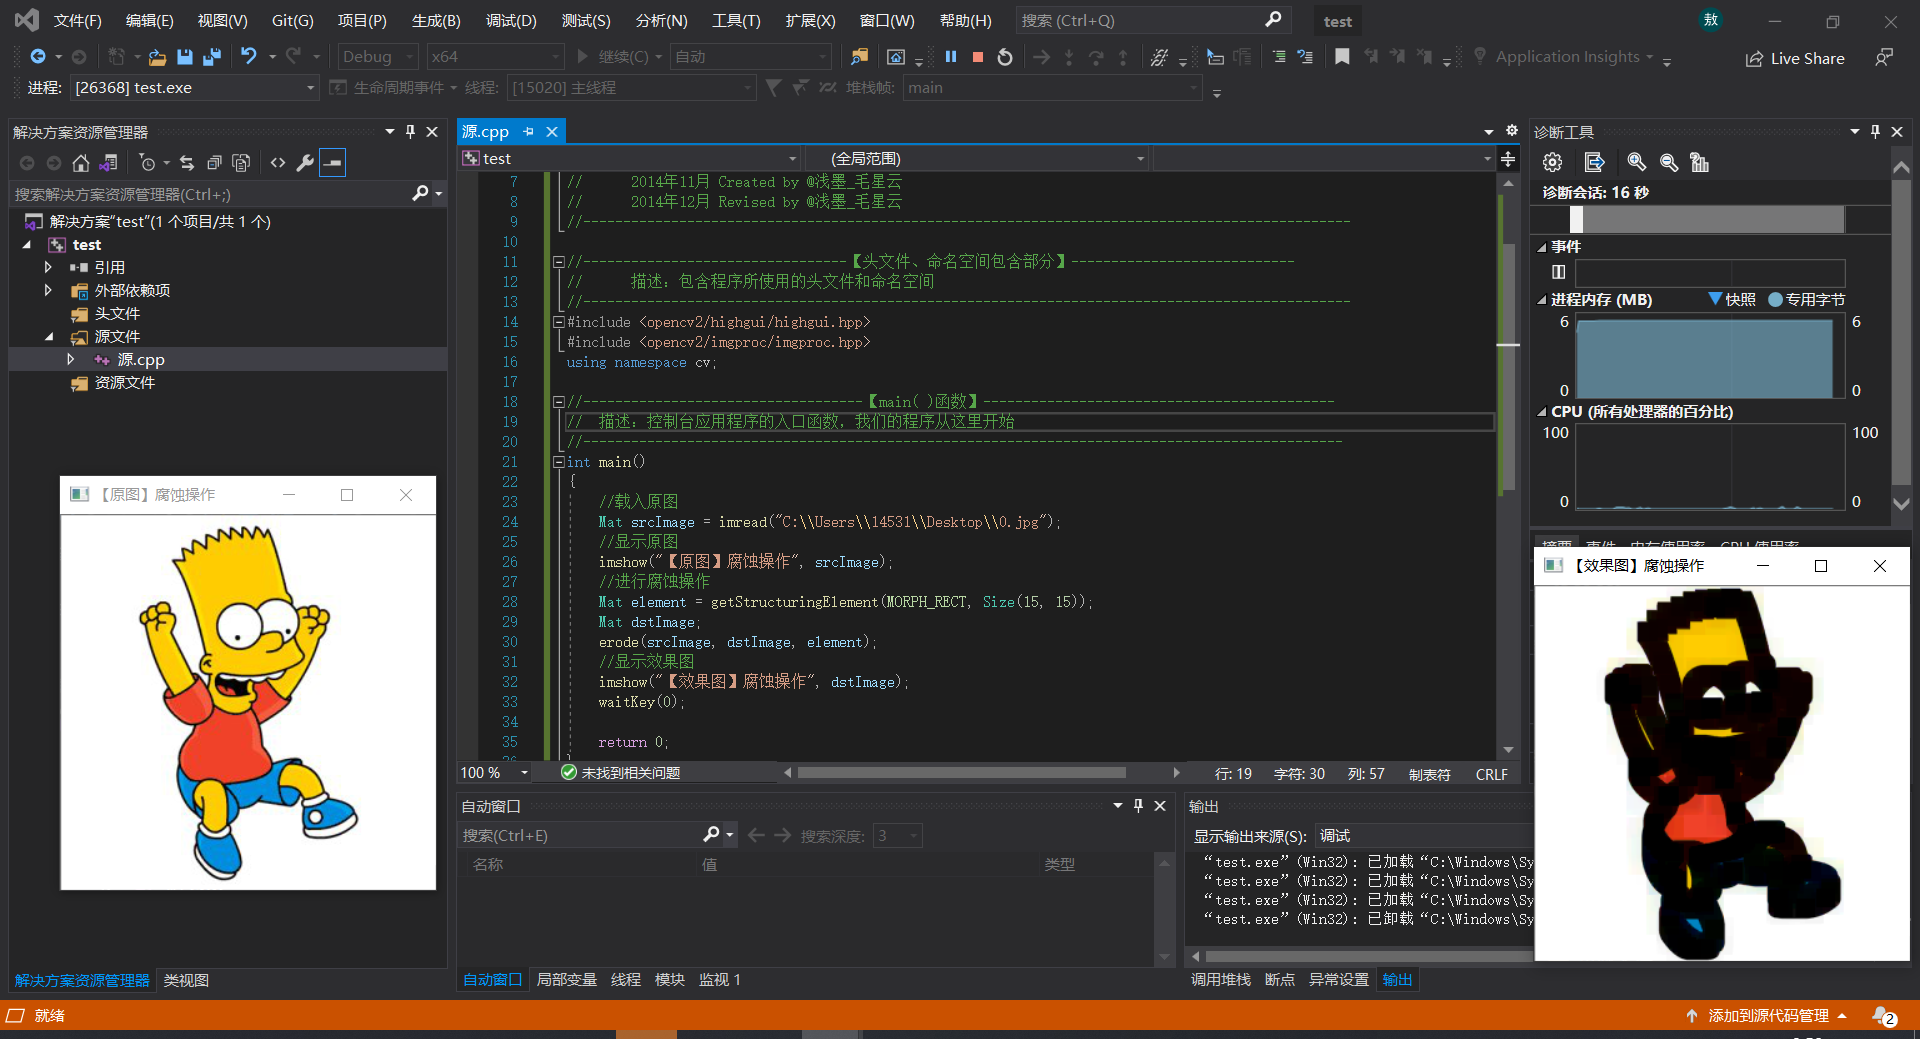 文件(F) 编辑(E) 视图(V) Git(G) 项目(P) 生成(B) 调试(D) 测试(S) 分析(N) 工具(T) 扩展(X) 窗口(W) 帮助(H) 搜索 (Ctrl+Q) test 敖
Debug x64 继续(C) 自动 Application Insights Live Share
进程: [26368] test.exe 生命周期事件 线程: [15020] 主线程 堆栈帧: main
解决方案资源管理器
搜索解决方案资源管理器(Ctrl+;)
解决方案"test"(1 个项目/共 1 个)
test
引用
外部依赖项
头文件
源文件
源.cpp
资源文件
【原图】腐蚀操作
解决方案资源管理器 类视图
源.cpp
test (全局范围)
7 // 2014年11月 Created by @浅墨_毛星云
8 // 2014年12月 Revised by @浅墨_毛星云
9 //------------------------------------------------------------------------------------------------
10
11 //---------------------------------【头文件、命名空间包含部分】----------------------------
12 // 描述：包含程序所使用的头文件和命名空间
13 //------------------------------------------------------------------------------------------------
14 #include <opencv2/highgui/highgui.hpp>
15 #include <opencv2/imgproc/imgproc.hpp>
16 using namespace cv;
17
18 //-----------------------------------【main( )函数】--------------------------------------------
19 // 描述：控制台应用程序的入口函数，我们的程序从这里开始
20 //-----------------------------------------------------------------------------------------------
21 int main()
22 {
23 //载入原图
24 Mat srcImage = imread("C:\\Users\\14531\\Desktop\\0.jpg");
25 //显示原图
26 imshow("【原图】腐蚀操作", srcImage);
27 //进行腐蚀操作
28 Mat element = getStructuringElement(MORPH_RECT, Size(15, 15));
29 Mat dstImage;
30 erode(srcImage, dstImage, element);
31 //显示效果图
32 imshow("【效果图】腐蚀操作", dstImage);
33 waitKey(0);
34
35 return 0;
100 % 未找到相关问题 行: 19 字符: 30 列: 57 制表符 CRLF
自动窗口
搜索(Ctrl+E) 搜索深度: 3
名称 值 类型
自动窗口 局部变量 线程 模块 监视 1
输出
显示输出来源(S): 调试
“test.exe”(Win32): 已加载“C:\Windows\Sy
“test.exe”(Win32): 已加载“C:\Windows\Sy
“test.exe”(Win32): 已加载“C:\Windows\Sy
“test.exe”(Win32): 已卸载“C:\Windows\Sy
调用堆栈 断点 异常设置 输出
诊断工具
诊断会话: 16 秒
事件
进程内存 (MB) 快照 专用字节
6 6
0 0
CPU (所有处理器的百分比)
100 100
0 0
【效果图】腐蚀操作
就绪 添加到源代码管理 2